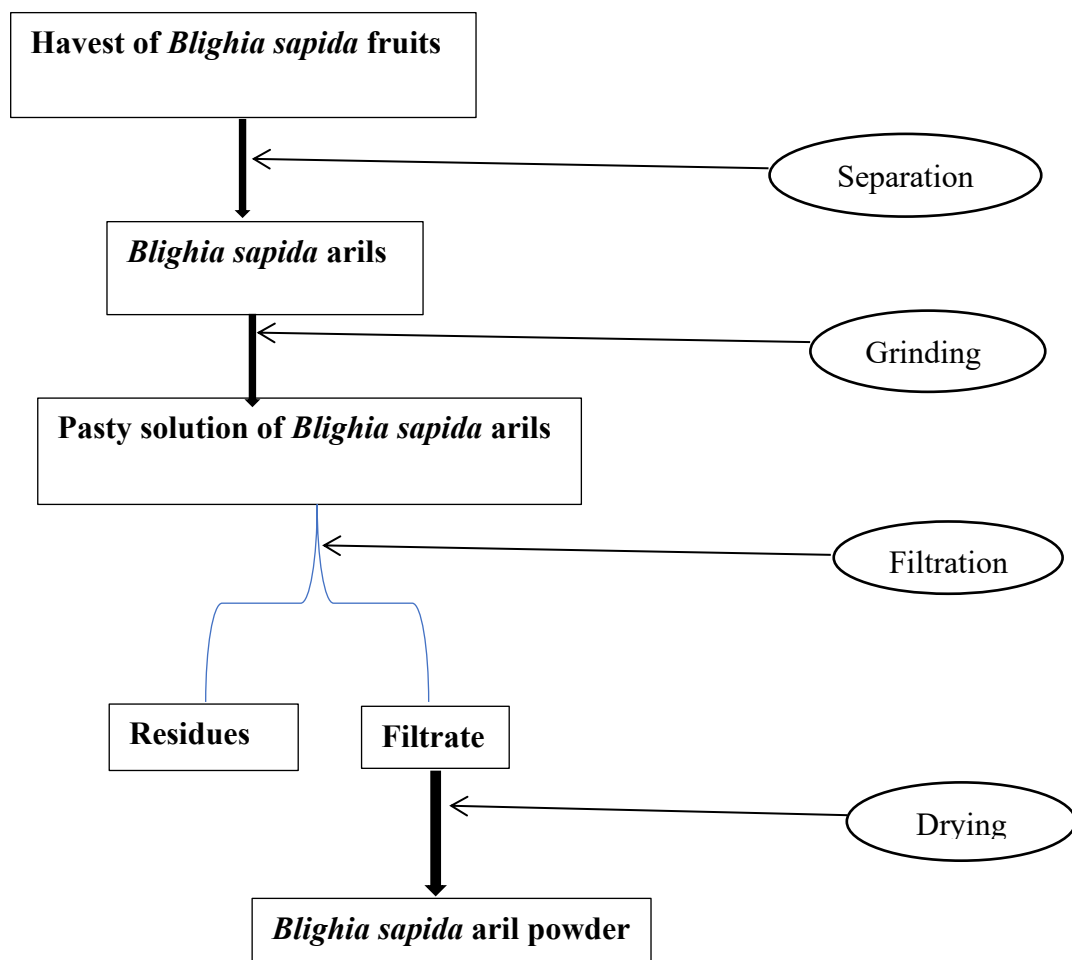 Havest of Blighia sapida fruits
Separation
Blighia sapida arils
Grinding
Pasty solution of Blighia sapida arils
Filtration
Residues
Filtrate
Drying
Blighia sapida aril powder